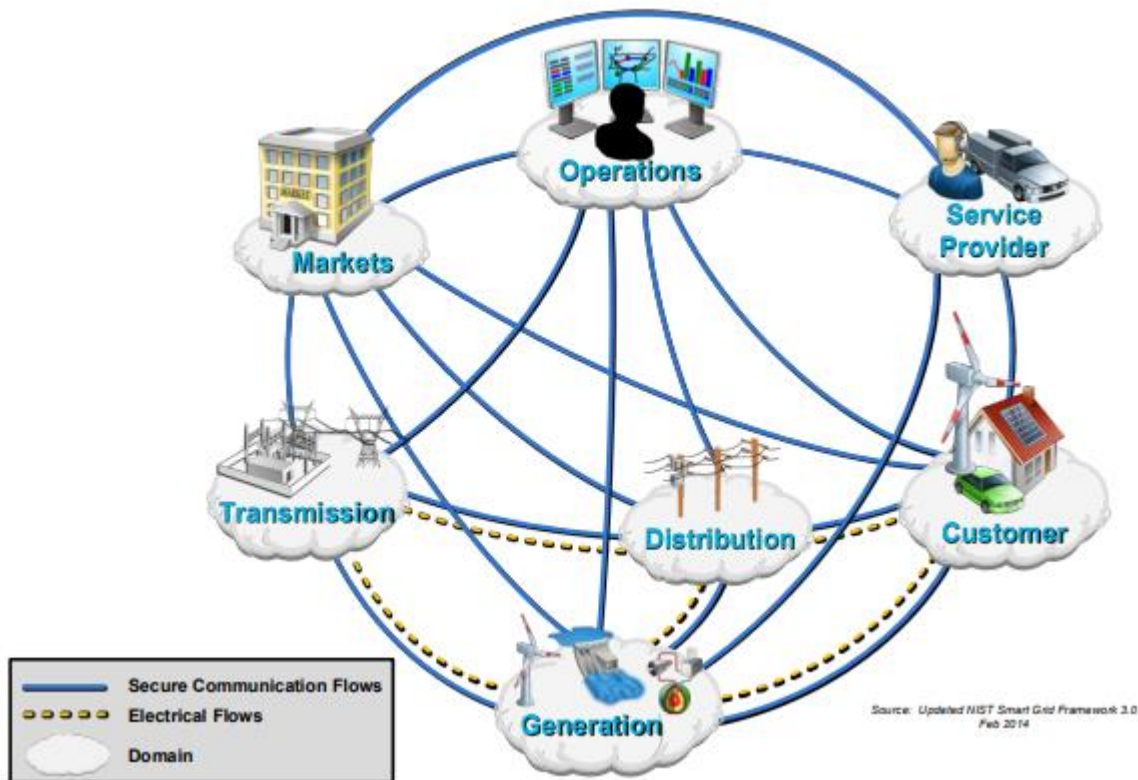 Operations
MARKET
Markets
Service
Provider
Transmission
Distribution
Customer
Generation
Secure Communication Flows
Electrical Flows
Domain
Source: Updated NIST Smart Grid Framework 3.0
Feb 2014